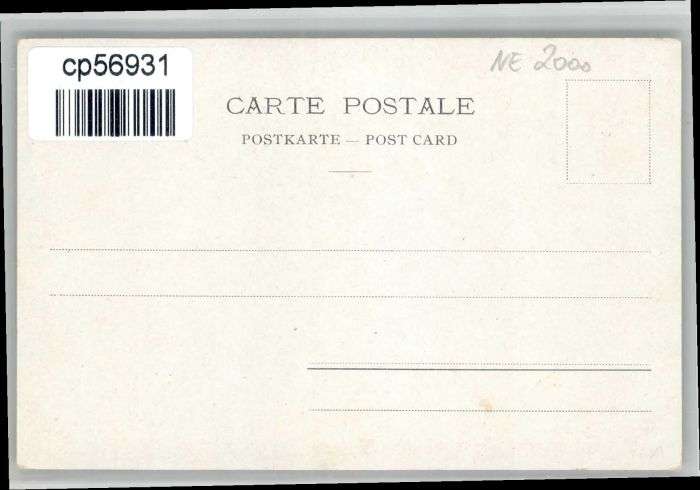 cp56931
NE 2000
CARTE POSTALE
POSTKARTE — POST CARD